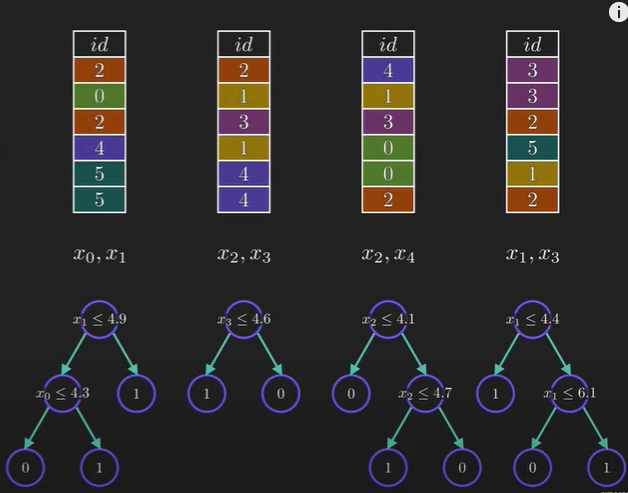 i
id id id id
2 2 4 3
0 1 1 3
2 3 3 2
4 1 0 5
5 4 0 1
5 4 2 2
x₀, x₁ x₂, x₃ x₂, x₄ x₁, x₃
x₁ ≤ 4.9 x₃ ≤ 4.6 x₂ ≤ 4.1 x₁ ≤ 4.4
x₀ ≤ 4.3 1 1 0 0 x₂ ≤ 4.7 1 x₁ ≤ 6.1
0 1 1 0 0 1